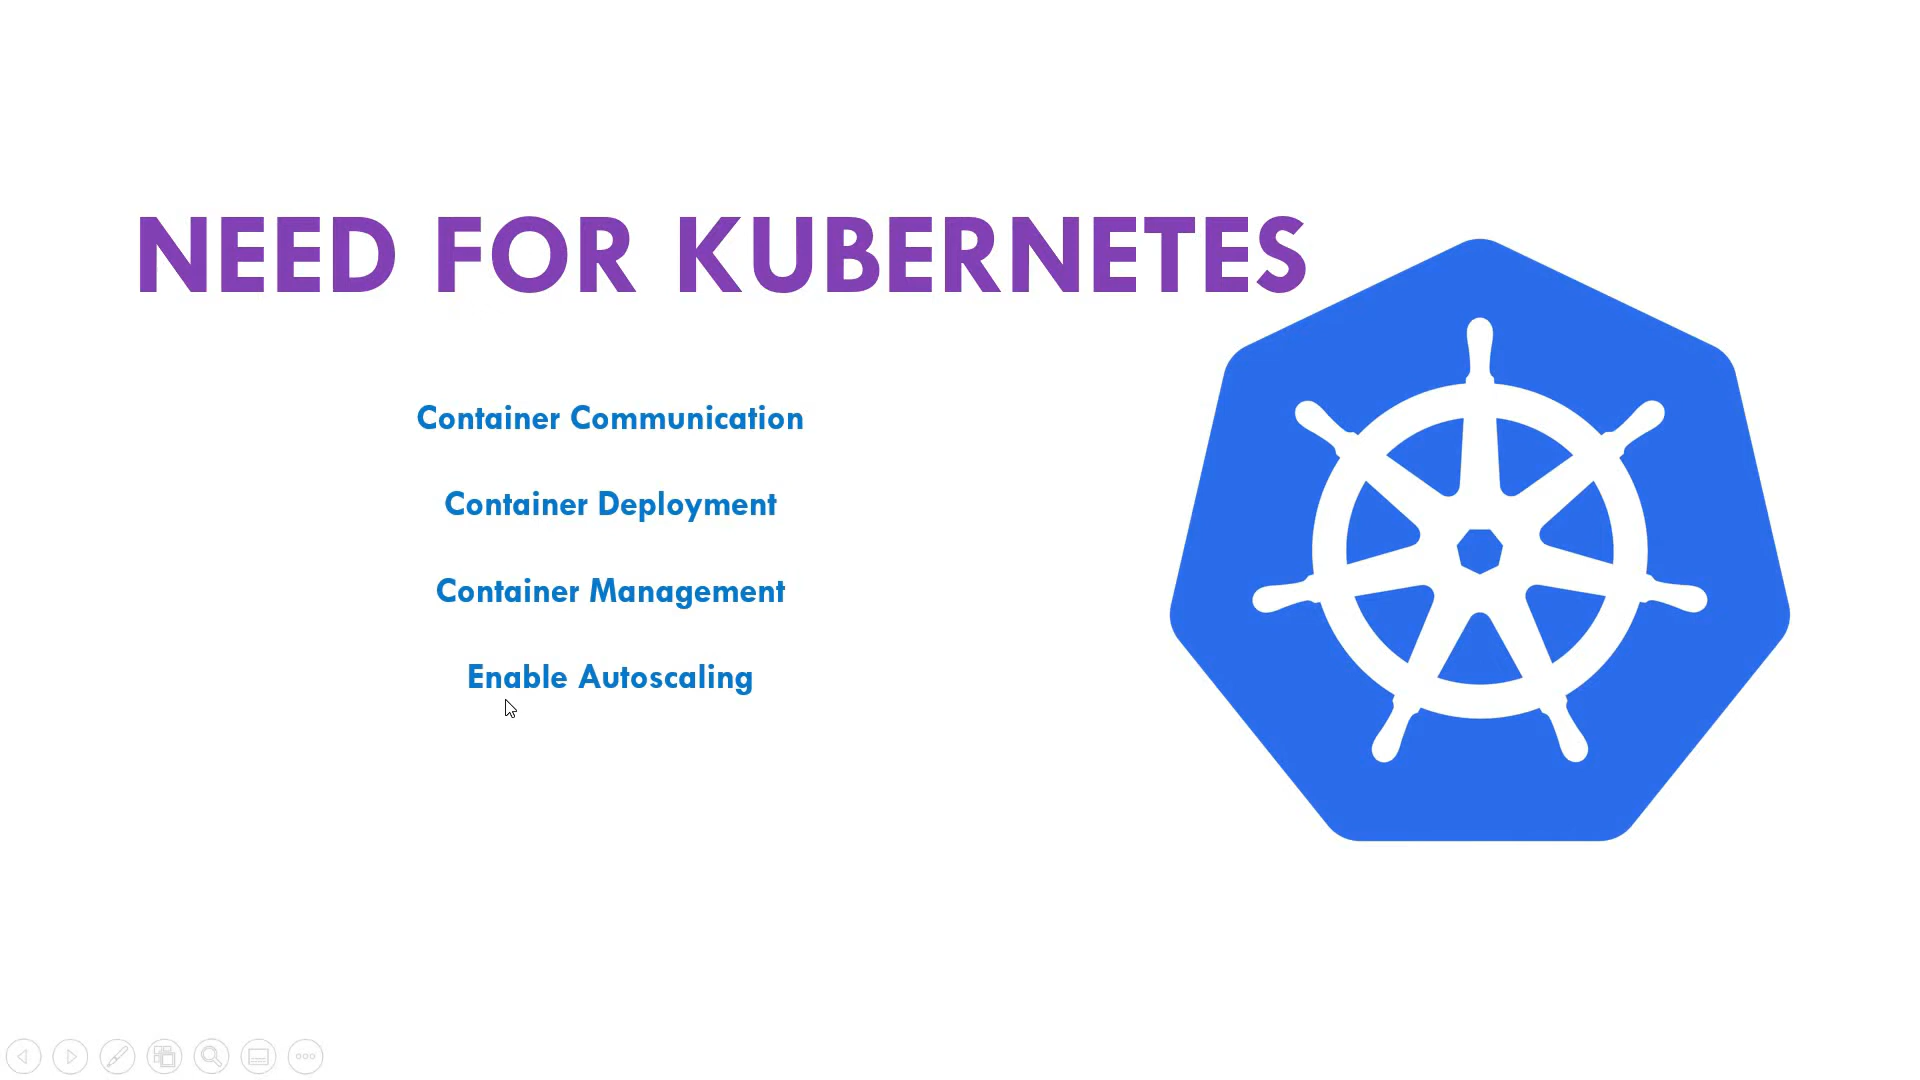 NEED FOR KUBERNETES
Container Communication
Container Deployment
Container Management
Enable Autoscaling